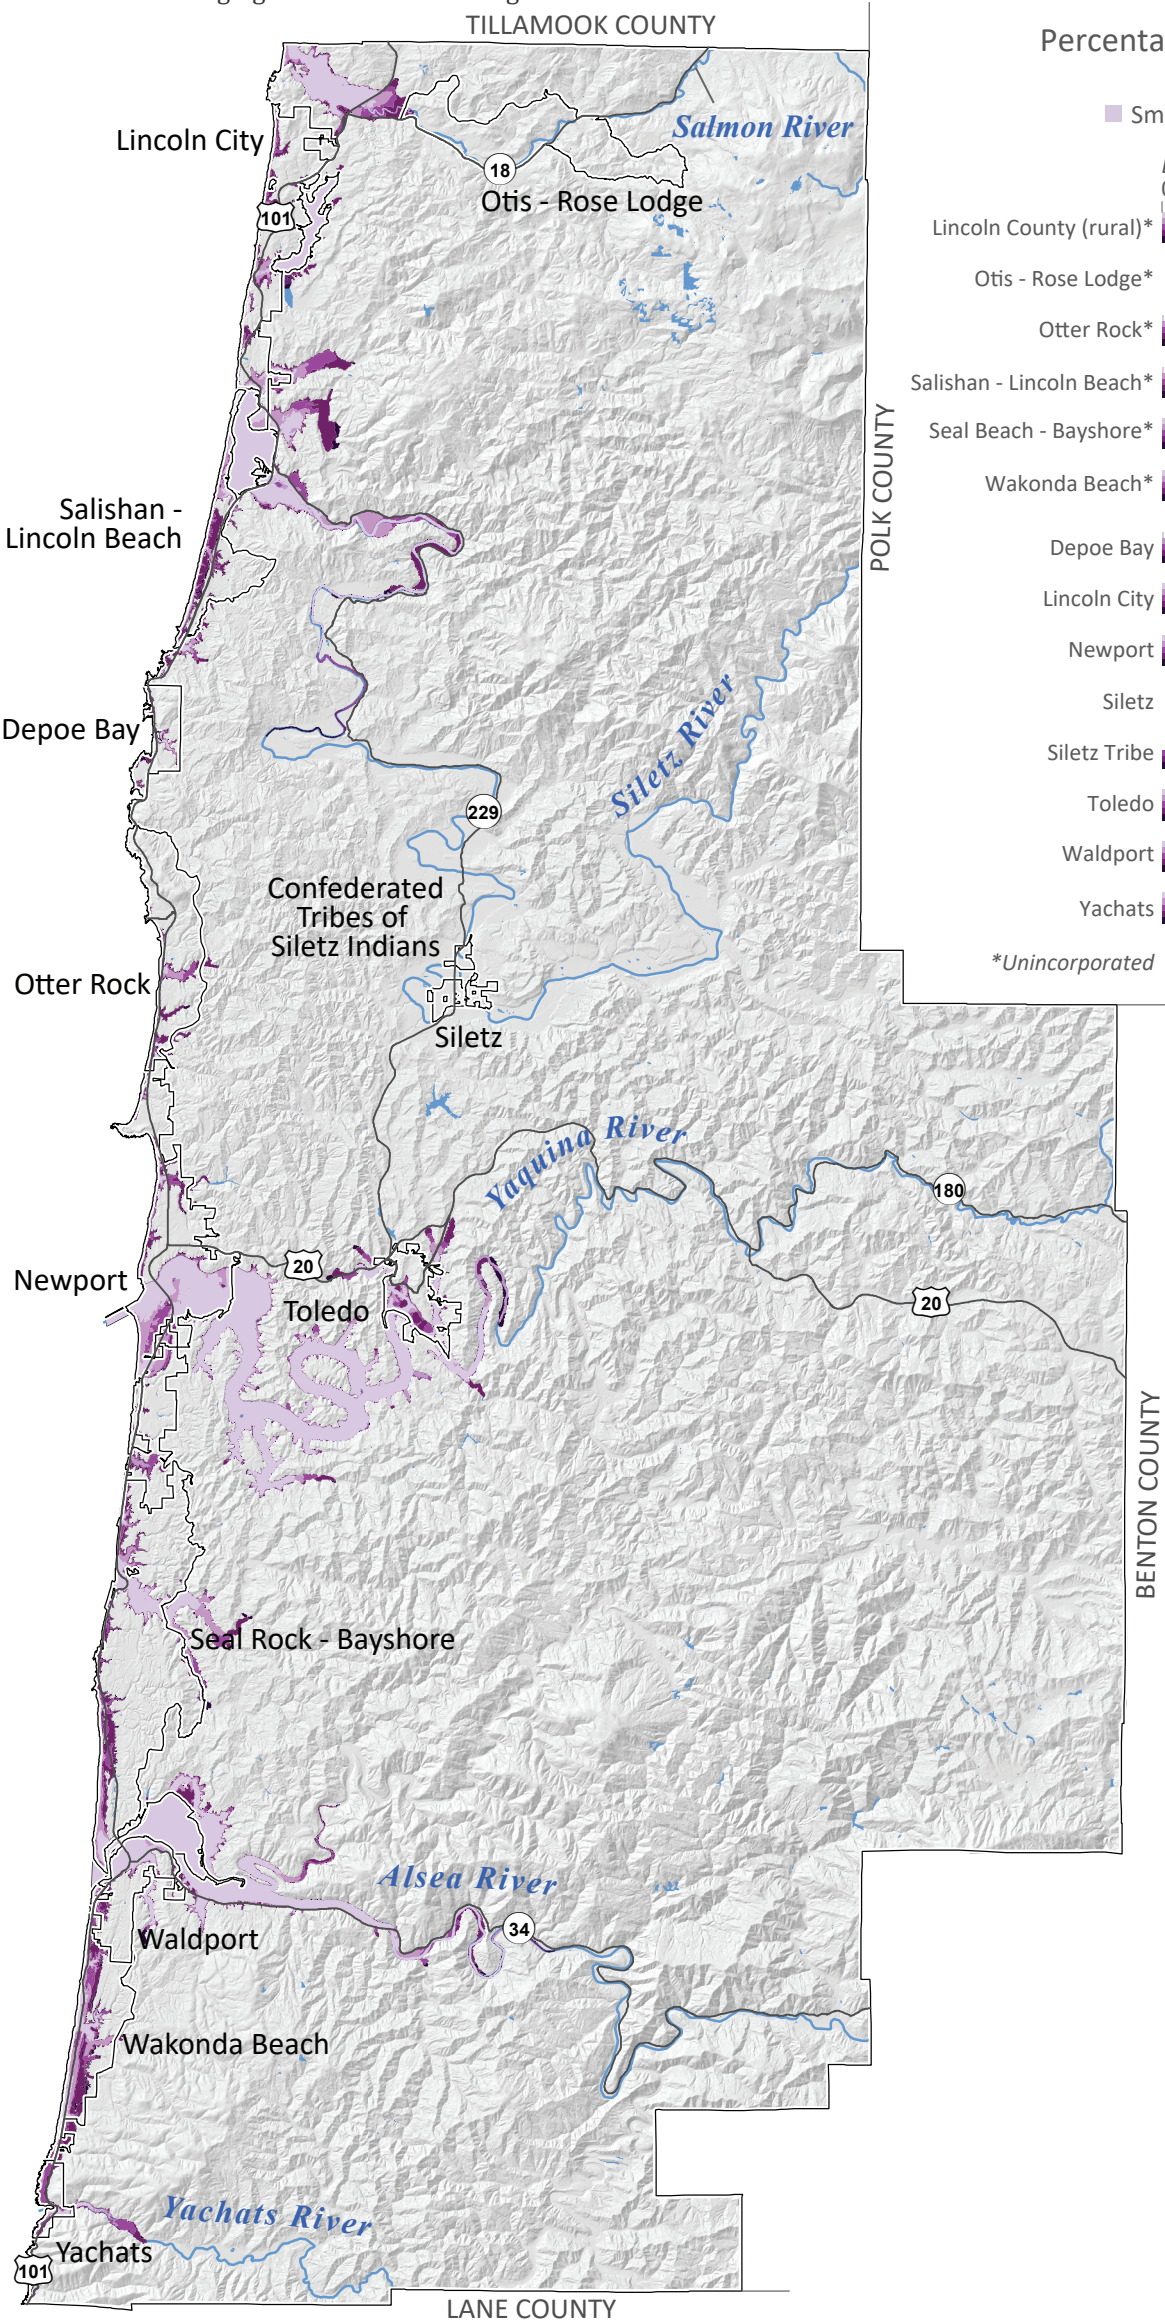 TILLAMOOK COUNTY
Percenta
Sm
Lincoln City
Salmon River
18
Otis - Rose Lodge
101
Lincoln County (rural)*
Otis - Rose Lodge*
Otter Rock*
Salishan - Lincoln Beach*
Seal Beach - Bayshore*
Wakonda Beach*
Depoe Bay
Lincoln City
Newport
Siletz
Siletz Tribe
Toledo
Waldport
Yachats
*Unincorporated
POLK COUNTY
Salishan -
Lincoln Beach
Depoe Bay
Siletz River
229
Confederated
Tribes of
Siletz Indians
Otter Rock
Siletz
Yaquina River
180
Newport
20
Toledo
20
BENTON COUNTY
Seal Rock - Bayshore
Alsea River
34
Waldport
Wakonda Beach
Yachats River
Yachats
101
LANE COUNTY